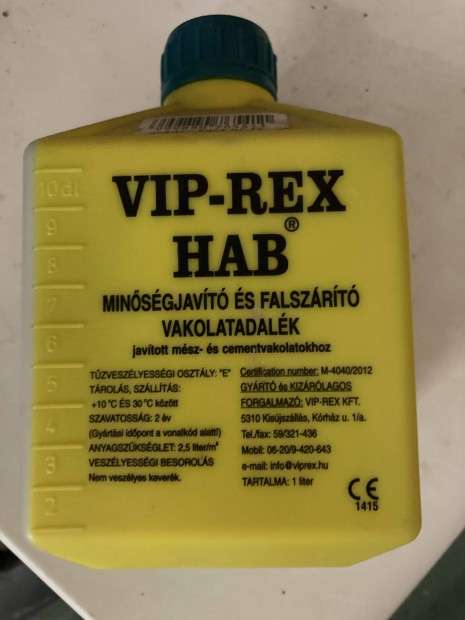 VIP-REX
HAB®
MINŐSÉGJAVÍTÓ ÉS FALSZÁRÍTÓ
VAKOLATADALÉK
javított mész- és cementvakolatokhoz
TŰZVESZÉLYESSÉGI OSZTÁLY: "E"
TÁROLÁS, SZÁLLÍTÁS:
+10 °C ÉS 30 °C között
SZAVATOSSÁG: 2 év
(Gyártási időpont a vonalkód alatt!)
ANYAGSZÜKSÉGLET: 2,5 liter/m³
VESZÉLYESSÉGI BESOROLÁS
Nem veszélyes keverék.
Certification number: M-4040/2012
GYÁRTÓ és KIZÁRÓLAGOS
FORGALMAZÓ: VIP-REX KFT.
5310 Kisújszállás, Kórház u. 1/a.
Tel./fax: 59/321-436
Mobil: 06-20/9-420-643
e-mail: info@viprex.hu
TARTALMA: 1 liter
CE
1415
10 dl
9
8
7
6
5
4
3
2